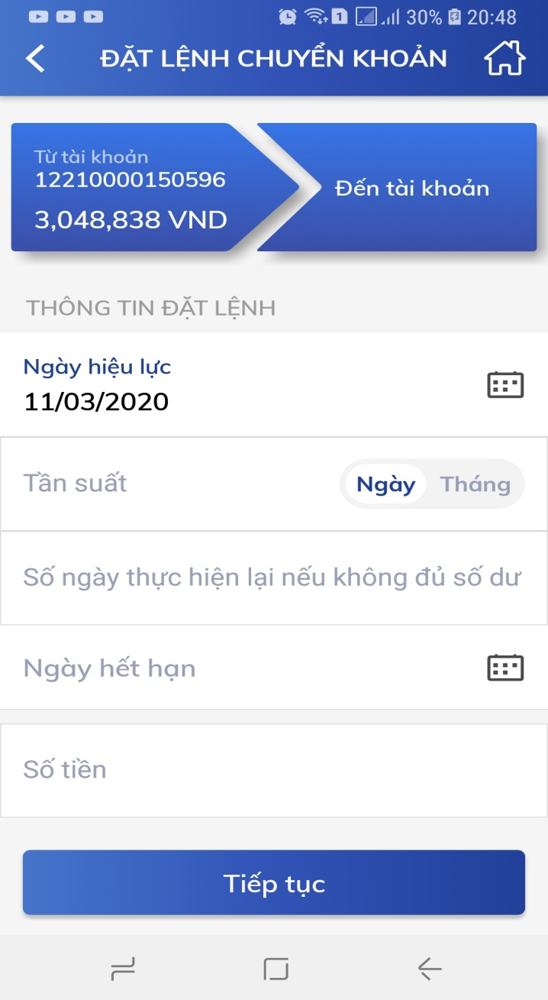 1 30% 20:48
ĐẶT LỆNH CHUYỂN KHOẢN
Từ tài khoản
12210000150596
3,048,838 VND
Đến tài khoản
THÔNG TIN ĐẶT LỆNH
Ngày hiệu lực
11/03/2020
Tần suất
Ngày Tháng
Số ngày thực hiện lại nếu không đủ số dư
Ngày hết hạn
Số tiền
Tiếp tục